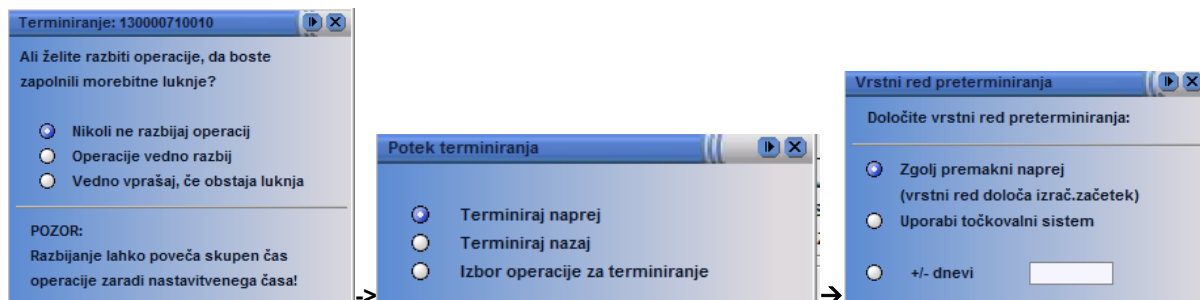 Terminiranje: 130000710010
Ali želite razbiti operacije, da boste
zapolnili morebitne luknje?
Nikoli ne razbijaj operacij
Operacije vedno razbij
Vedno vprašaj, če obstaja luknja
POZOR:
Razbijanje lahko poveča skupen čas
operacije zaradi nastavitvenega časa!
->
Potek terminiranja
Terminiraj naprej
Terminiraj nazaj
Izbor operacije za terminiranje
→
Vrstni red preterminiranja
Določite vrstni red preterminiranja:
Zgolj premakni naprej
(vrstni red določa izrač.začetek)
Uporabi točkovalni sistem
+/- dnevi